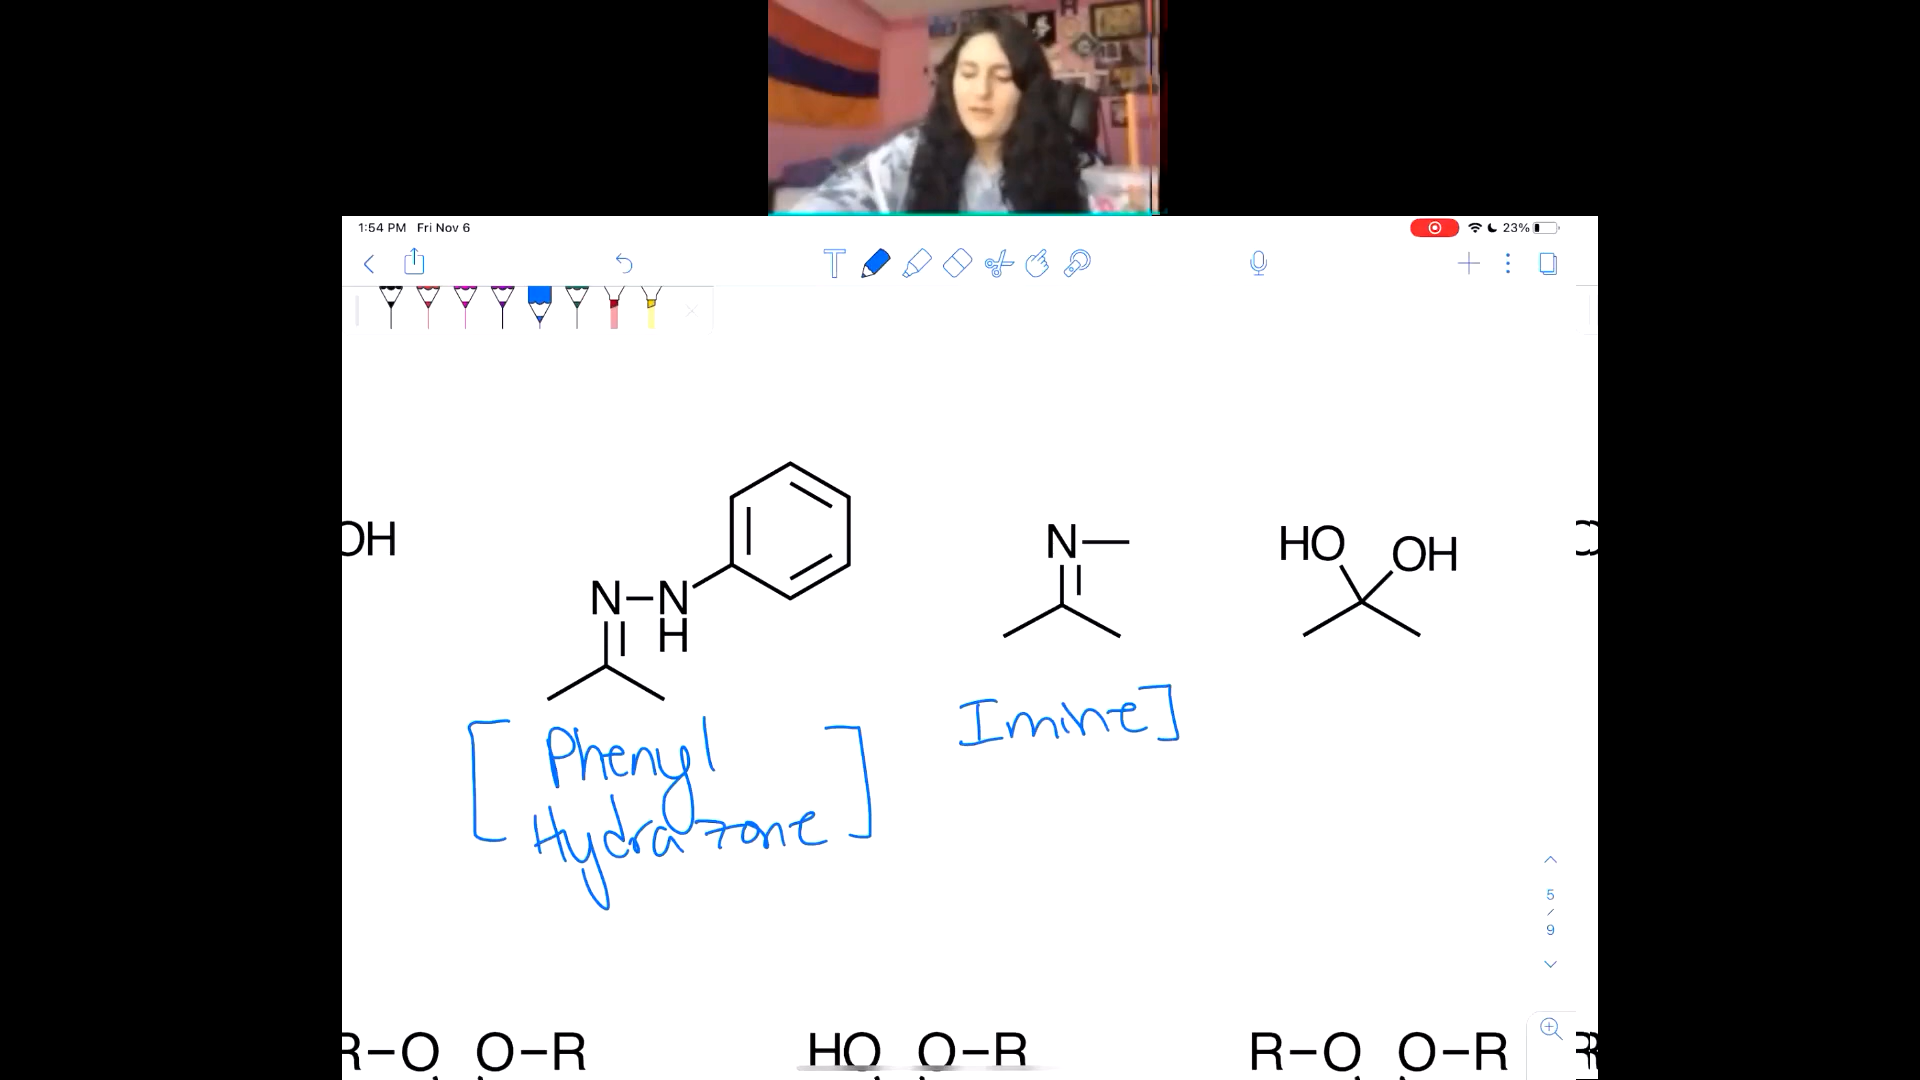 1:54 PM Fri Nov 6
23%
T
OH
N
N
H
N
HO
OH
Phenyl
Hydrazone
Imine
5
/
9
R–O O–R
HO O–R
R–O O–R